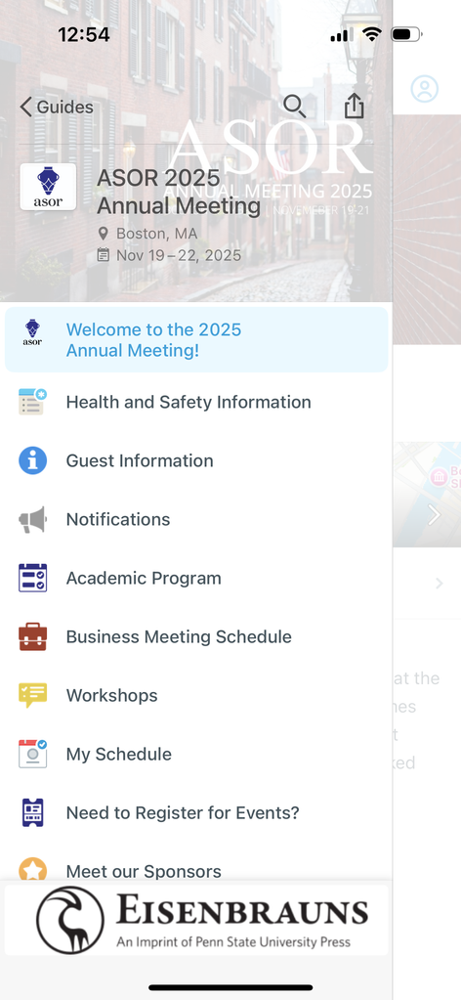 12:54
Guides
ASOR
ANNUAL MEETING 2025
| NOVEMEBER 19-21
asor
ASOR 2025
Annual Meeting
Boston, MA
Nov 19–22, 2025
asor
Welcome to the 2025
Annual Meeting!
Health and Safety Information
Guest Information
Notifications
Academic Program
Business Meeting Schedule
Workshops
My Schedule
Need to Register for Events?
Meet our Sponsors
at the
EISENBRAUNS
An Imprint of Penn State University Press